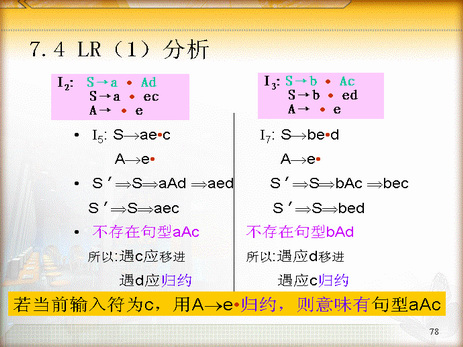 7.4 LR（1）分析
I₂: S→a • Ad
S→a • ec
A→ • e
I₃: S→b • Ac
S→b • ed
A→ • e
• I₅: S→ae•c
A→e•
• S′⟹S⟹aAd⟹aed
S′⟹S⟹aec
• 不存在句型aAc
所以:遇c应移进
遇d应归约
I₇: S→be•d
A→e•
S′⟹S⟹bAc⟹bec
S′⟹S⟹bed
不存在句型bAd
所以:遇应d移进
遇应c归约
若当前输入符为c，用A→e•归约，则意味有句型aAc
78